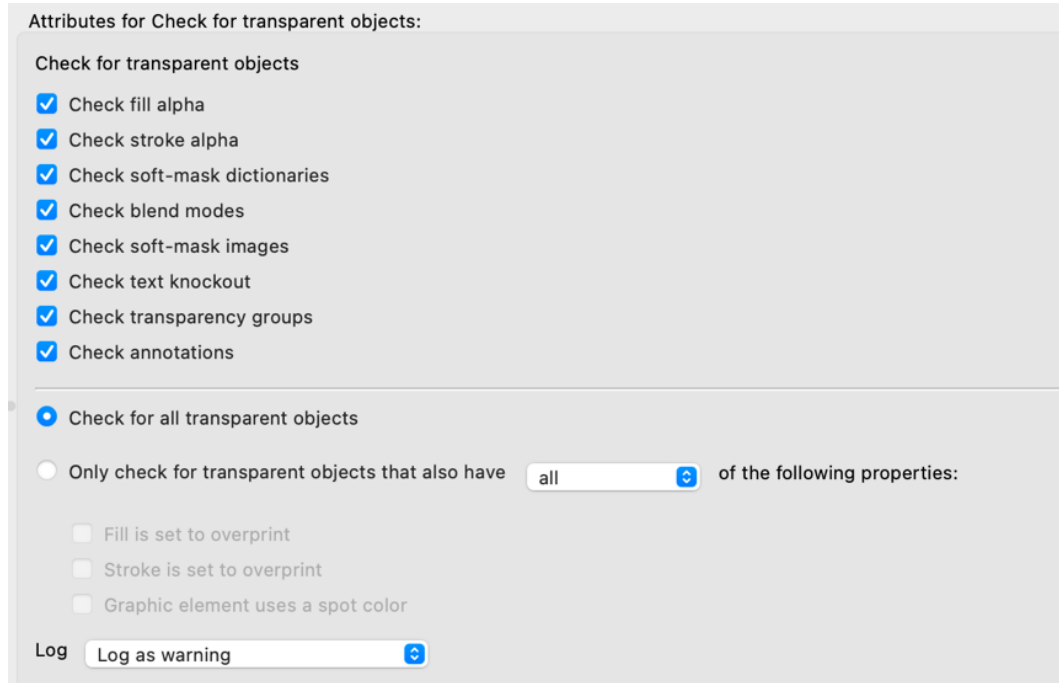 Attributes for Check for transparent objects:
Check for transparent objects
Check fill alpha
Check stroke alpha
Check soft-mask dictionaries
Check blend modes
Check soft-mask images
Check text knockout
Check transparency groups
Check annotations
Check for all transparent objects
Only check for transparent objects that also have all of the following properties:
Fill is set to overprint
Stroke is set to overprint
Graphic element uses a spot color
Log Log as warning